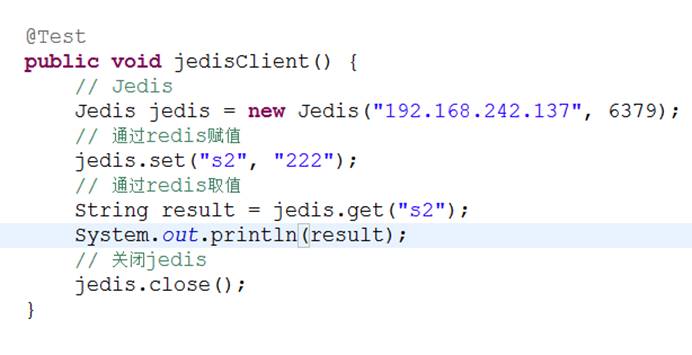 @Test
public void jedisClient() {
    // Jedis
    Jedis jedis = new Jedis("192.168.242.137", 6379);
    // 通过redis赋值
    jedis.set("s2", "222");
    // 通过redis取值
    String result = jedis.get("s2");
    System.out.println(result);
    // 关闭jedis
    jedis.close();
}